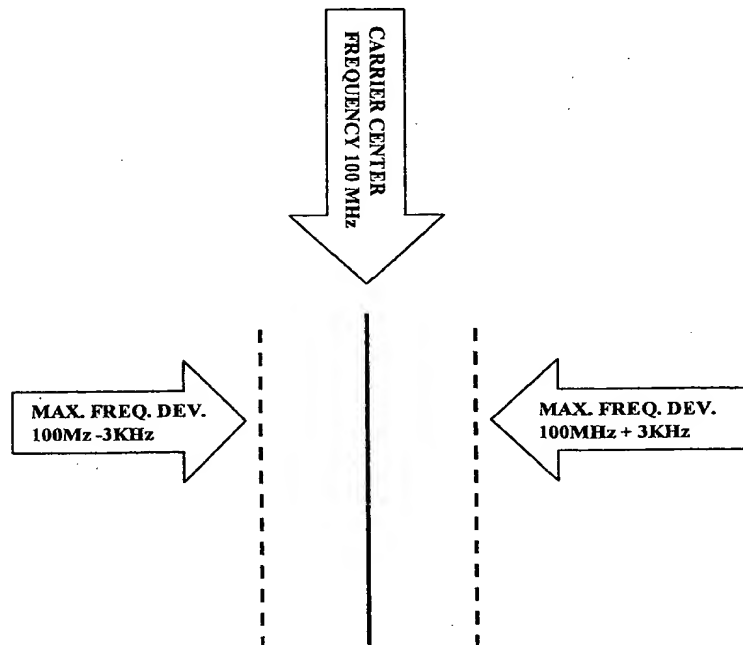 CARRIER CENTER
FREQUENCY 100 MHz
MAX. FREQ. DEV.
100Mz -3KHz
MAX. FREQ. DEV.
100MHz + 3KHz